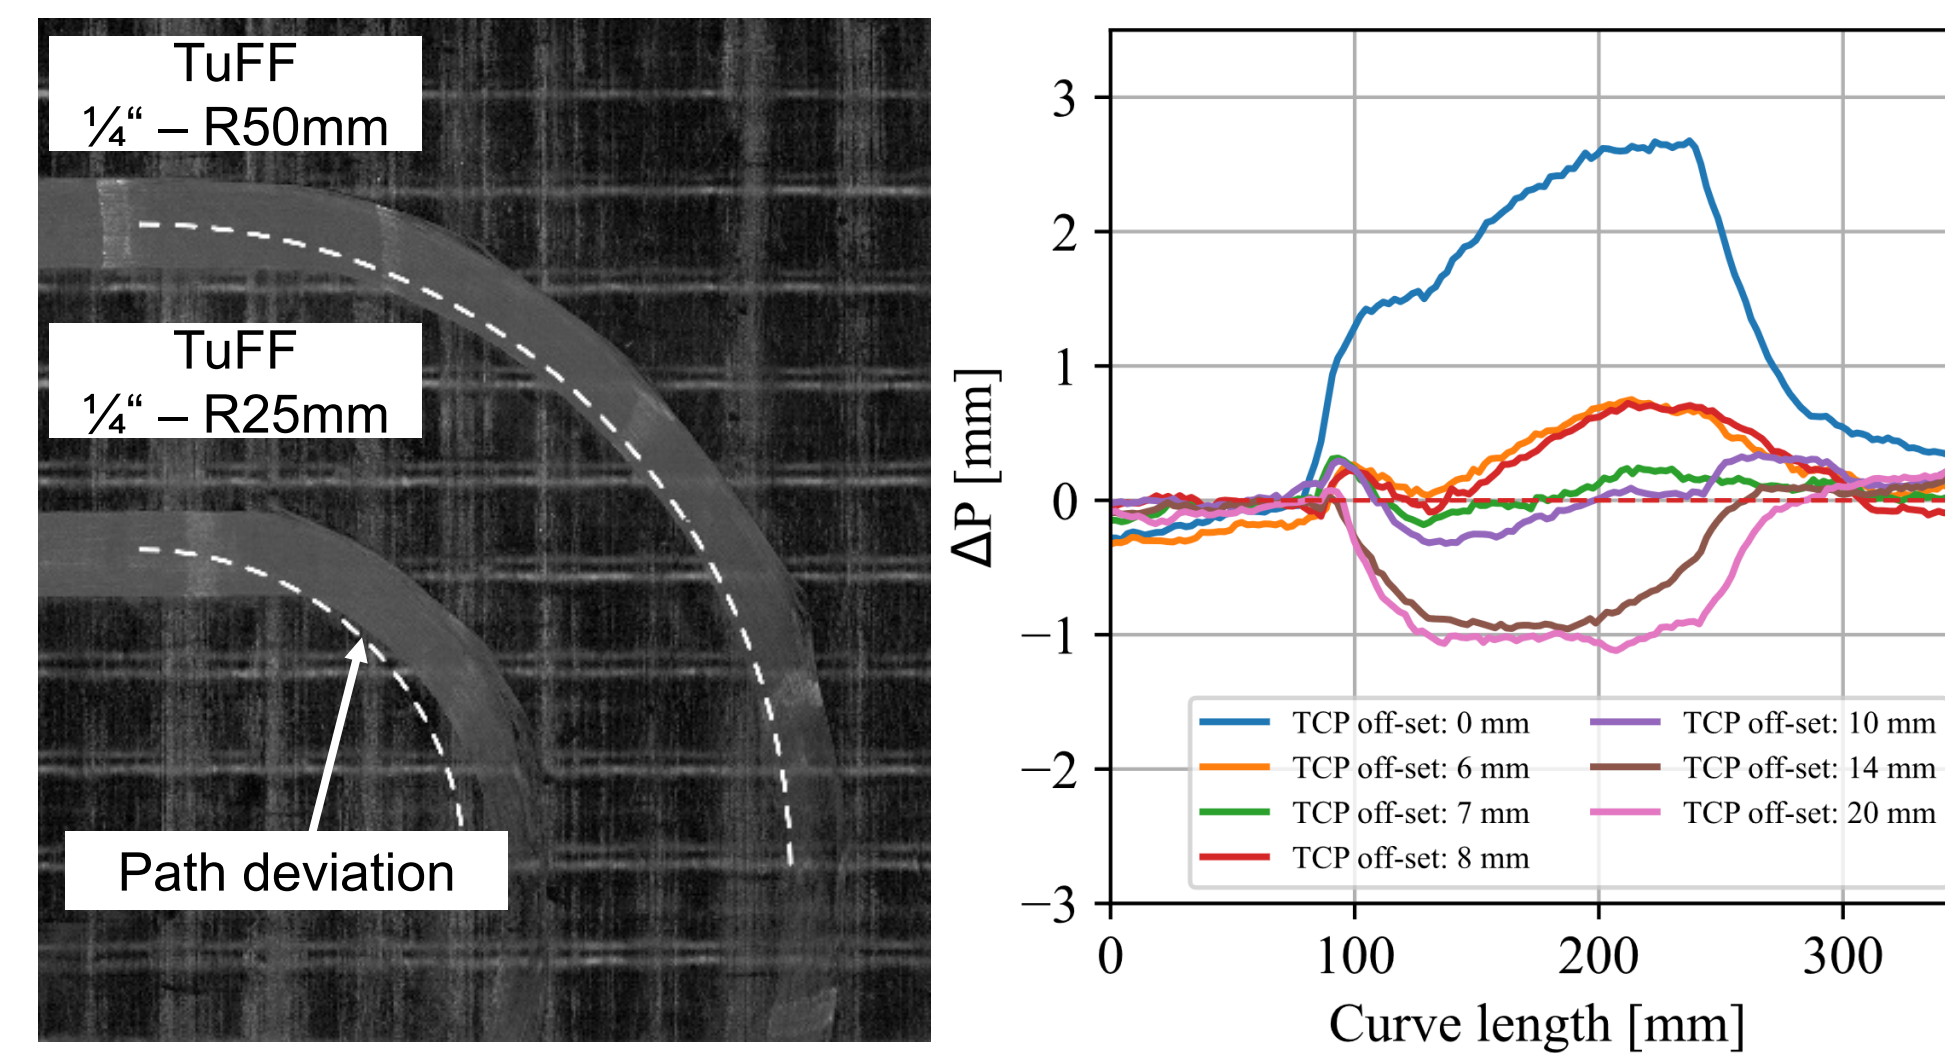 TuFF
¼“ – R50mm
TuFF
¼“ – R25mm
Path deviation
3
2
1
0
−1
−2
−3
ΔP [mm]
TCP off-set: 0 mm
TCP off-set: 6 mm
TCP off-set: 7 mm
TCP off-set: 8 mm
TCP off-set: 10 mm
TCP off-set: 14 mm
TCP off-set: 20 mm
0 100 200 300
Curve length [mm]